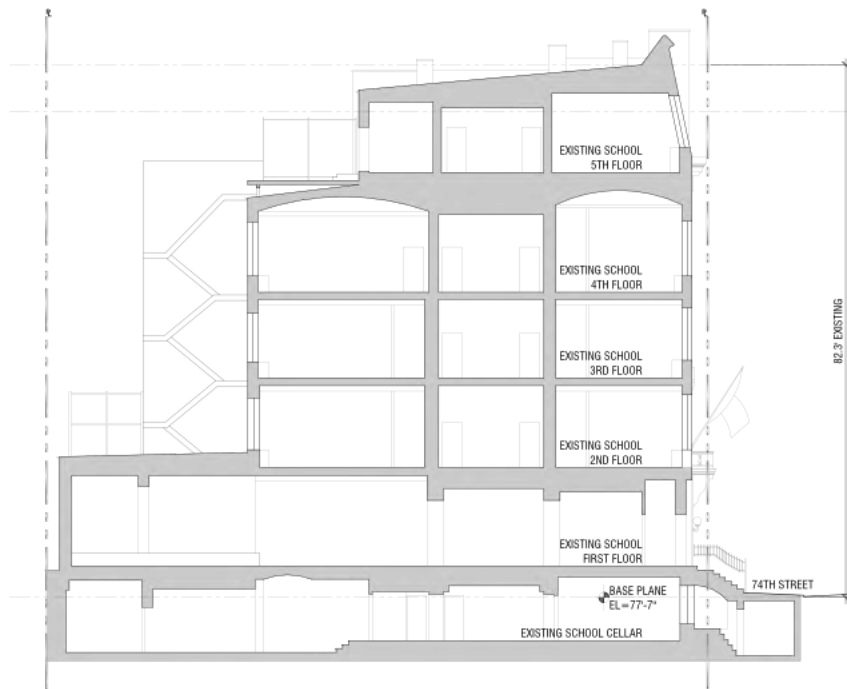 EXISTING SCHOOL
5TH FLOOR
EXISTING SCHOOL
4TH FLOOR
82.3' EXISTING
EXISTING SCHOOL
3RD FLOOR
EXISTING SCHOOL
2ND FLOOR
EXISTING SCHOOL
FIRST FLOOR
74TH STREET
BASE PLANE
EL=77'-7"
EXISTING SCHOOL CELLAR